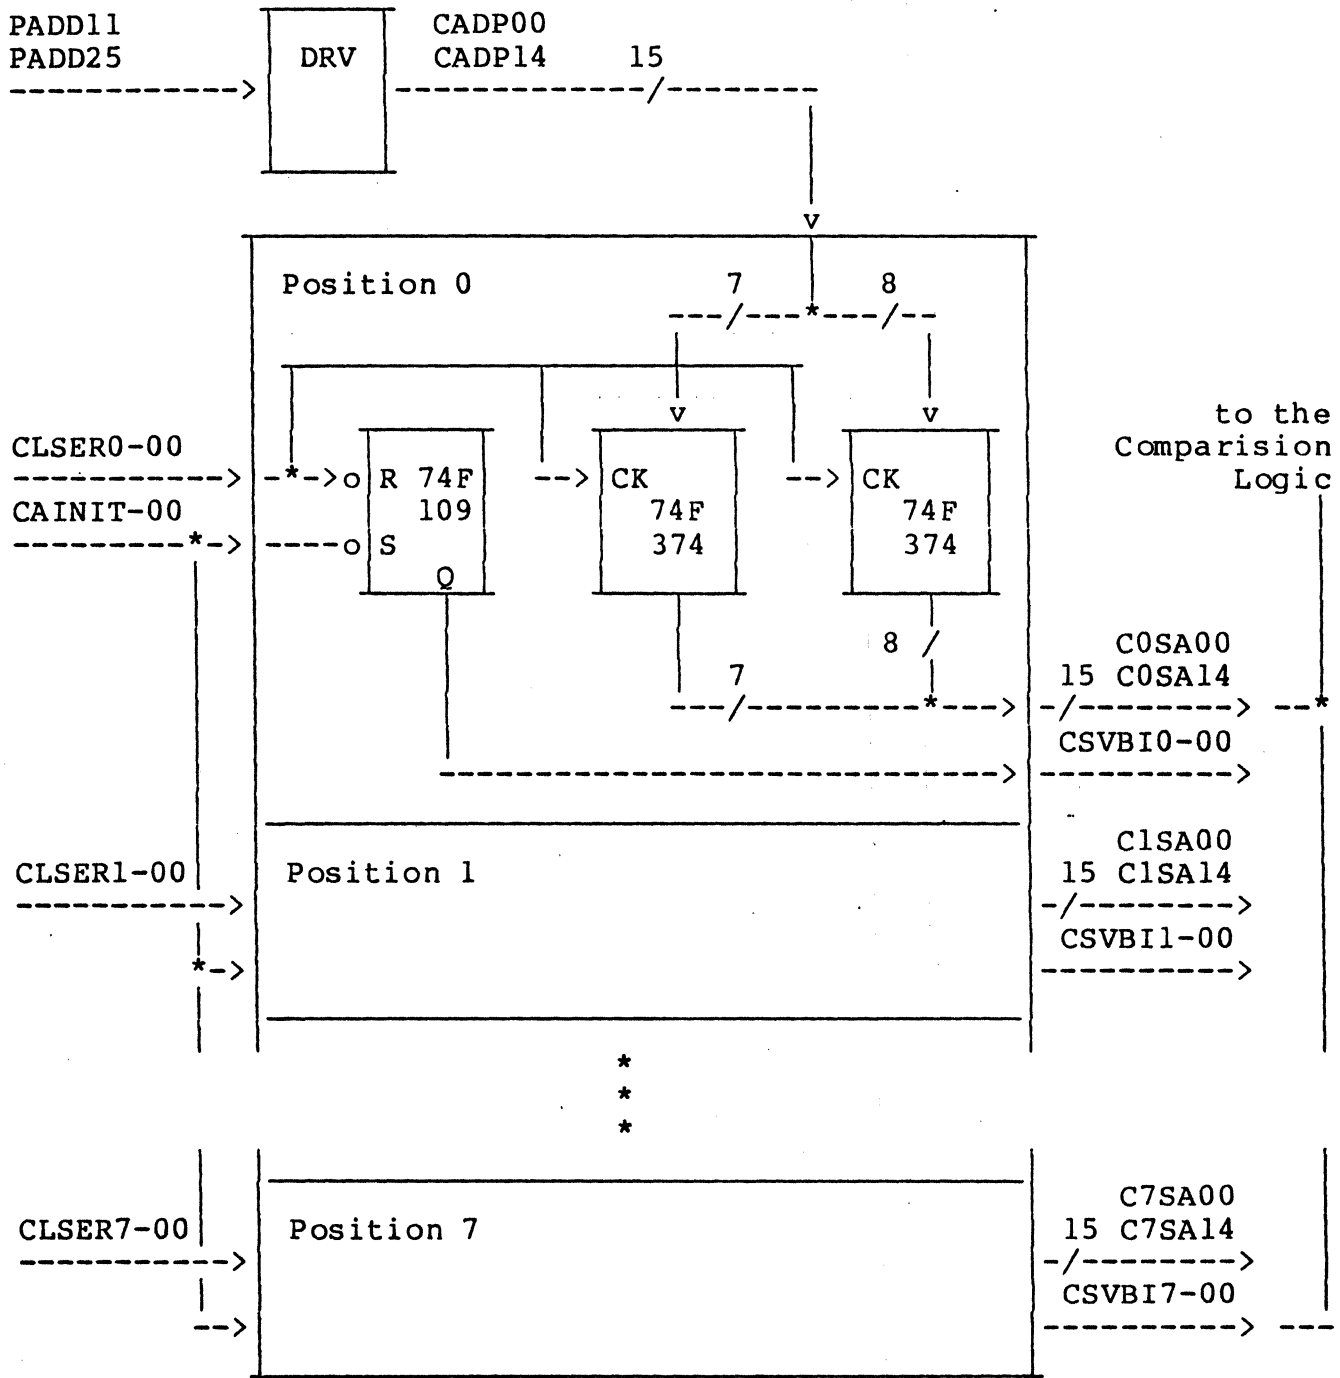 PADD11 CADP00
PADD25 DRV CADP14 15
Position 0 7 8
to the
CLSER0-00 Comparision
R 74F CK CK Logic
CAINIT-00 109 74F 74F
S 374 374
Q
8 C0SA00
7 15 C0SA14
CSVBI0-00
C1SA00
CLSER1-00 Position 1 15 C1SA14
CSVBI1-00
C7SA00
CLSER7-00 Position 7 15 C7SA14
CSVBI7-00